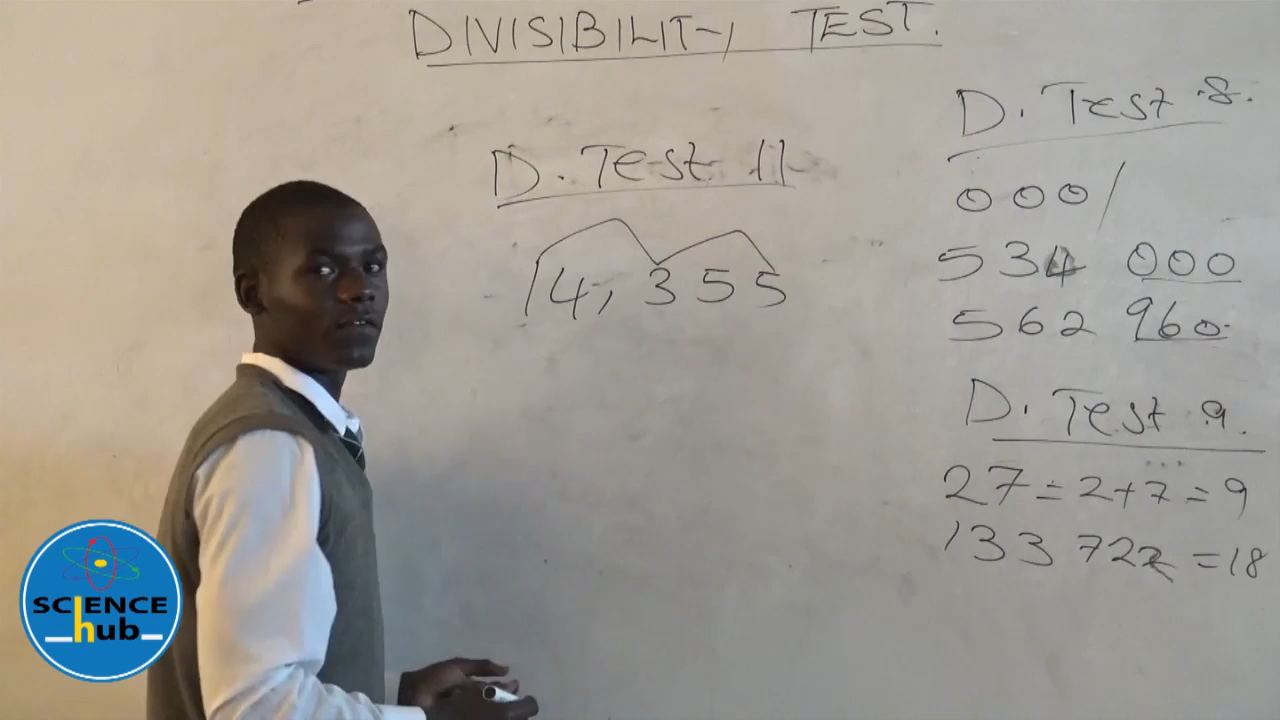 DIVISIBILITY TEST.
D. Test 11
14, 355
D. Test 8.
000/
534 000
562 960.
D. Test 9.
27 = 2+7 = 9
133 722 = 18
SCIENCE
hub